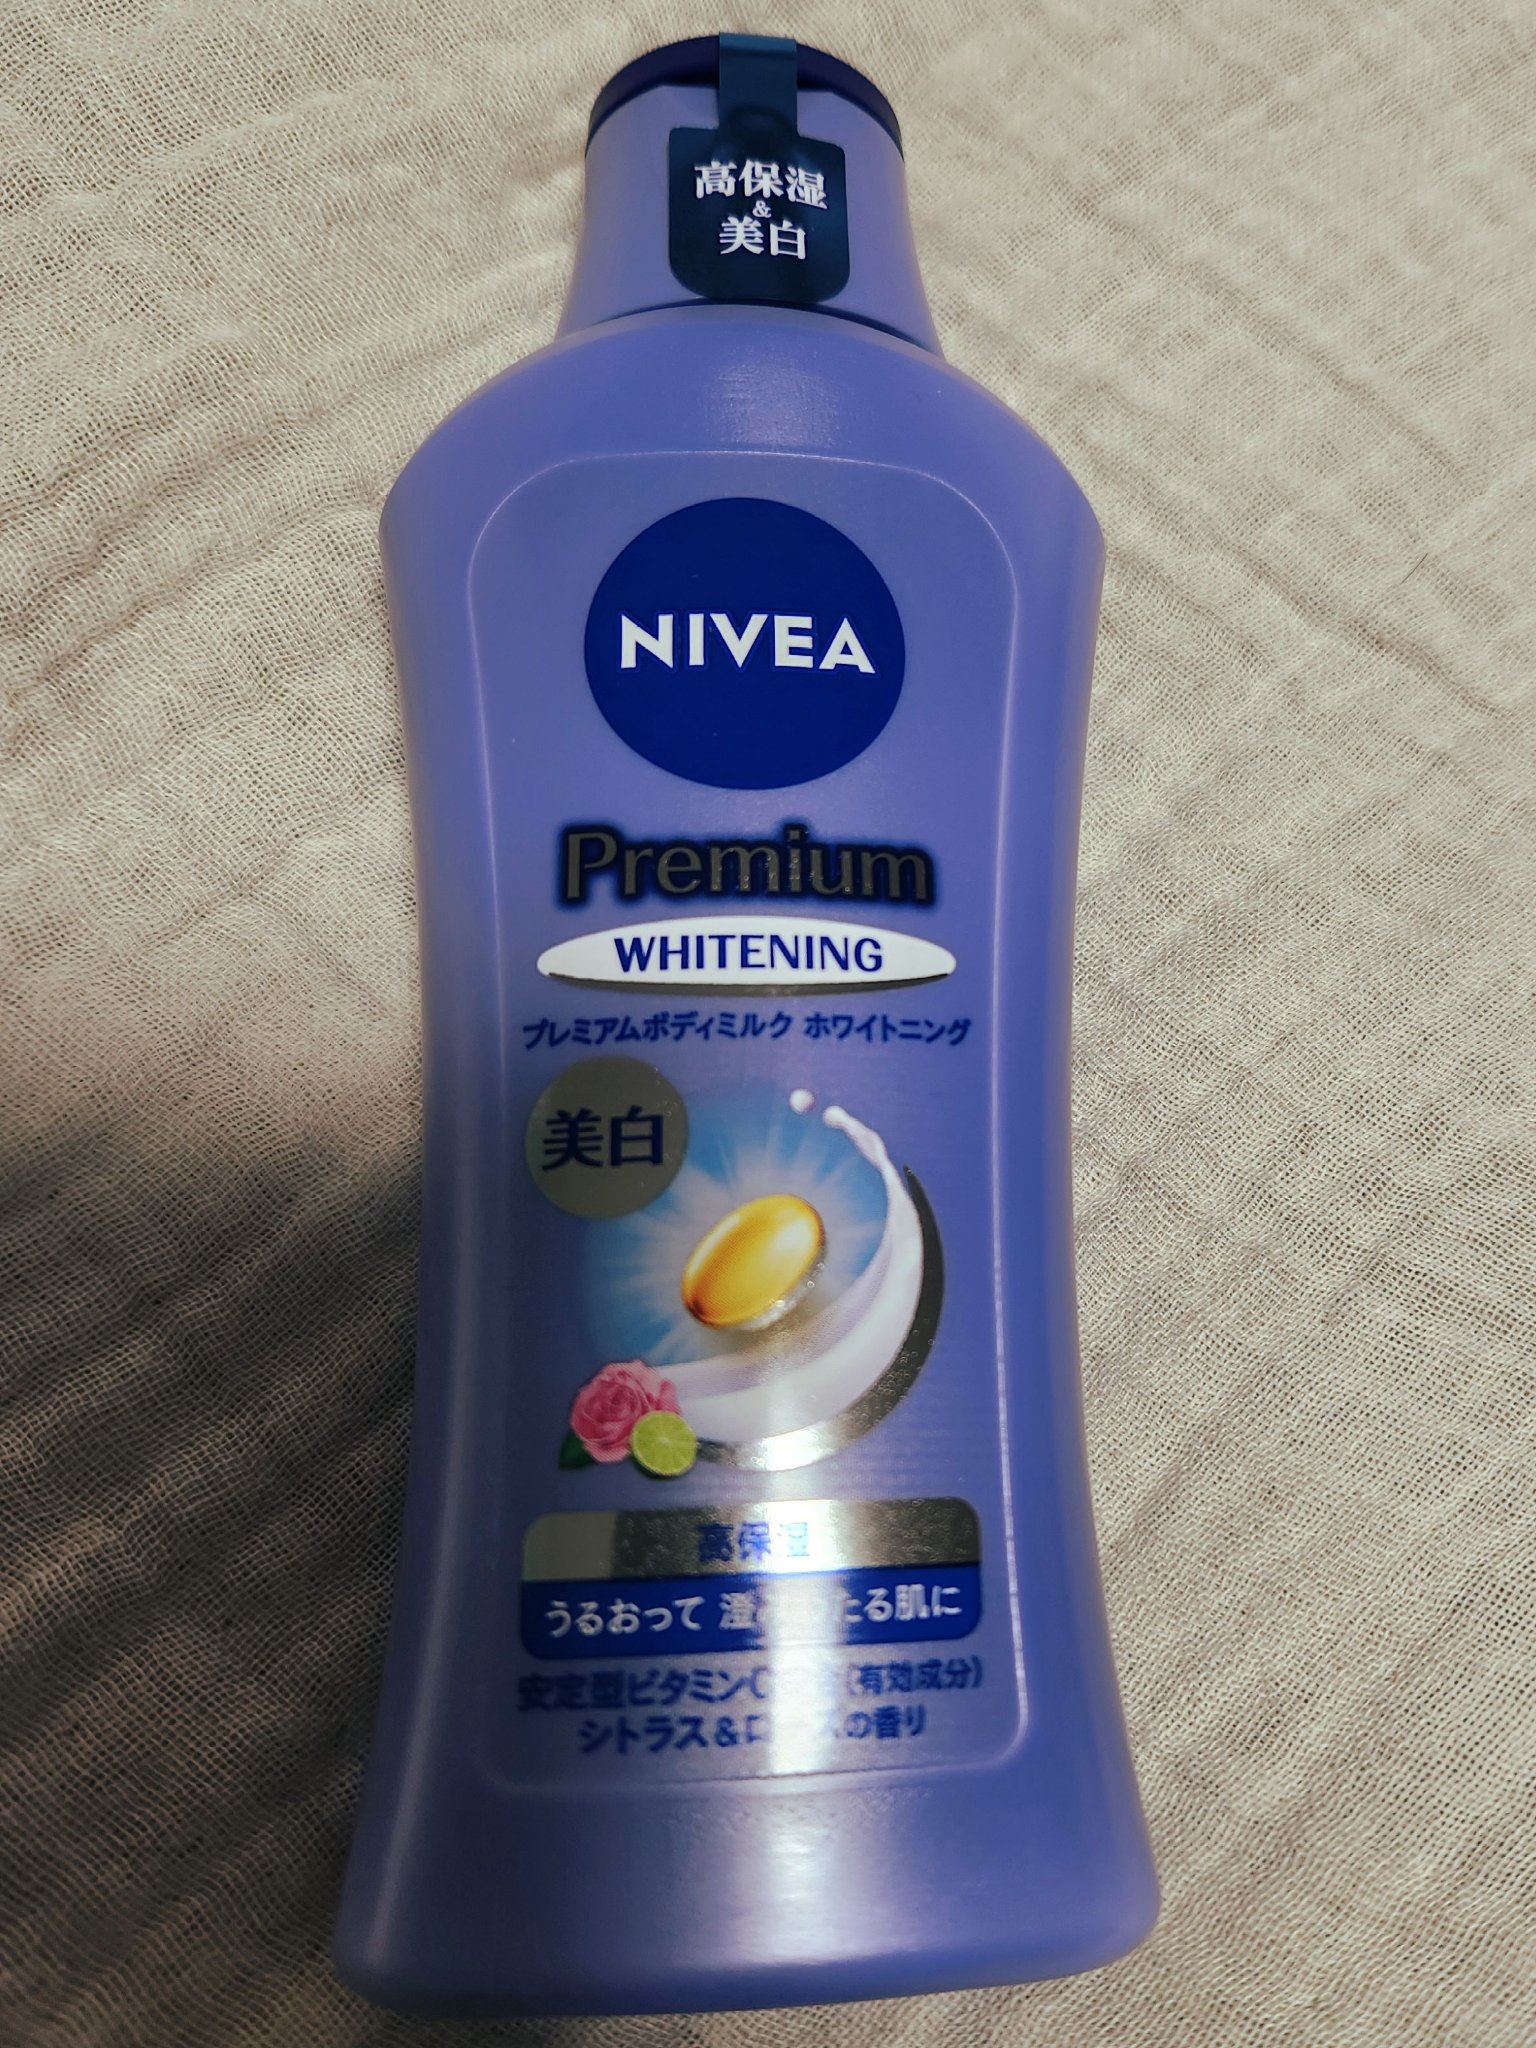 高保湿
&
美白
NIVEA
Premium
WHITENING
プレミアムボディミルク ホワイトニング
美白
高保湿
うるおって 澄 たる肌に
安定型ビタミンC (有効成分)
シトラス& の香り